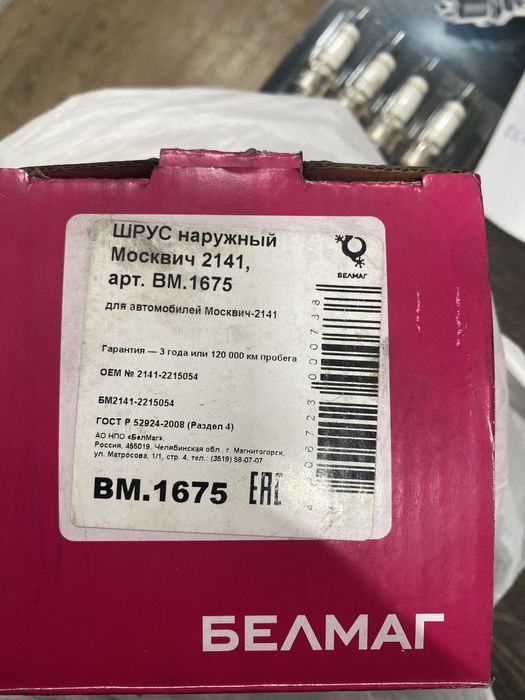 ШРУС наружный
Москвич 2141,
арт. BM.1675
для автомобилей Москвич-2141
БЕЛМАГ
Гарантия — 3 года или 120 000 км пробега
ОЕМ № 2141-2215054
БМ2141-2215054
ГОСТ Р 52924-2008 (Раздел 4)
АО НПО «БелМаг».
Россия. 455019. Челябинская обл., г. Магнитогорск,
ул. Матросова, 1/1, стр. 4, тел.: (3519) 58-07-07
BM.1675
EAC
БЕЛМАГ